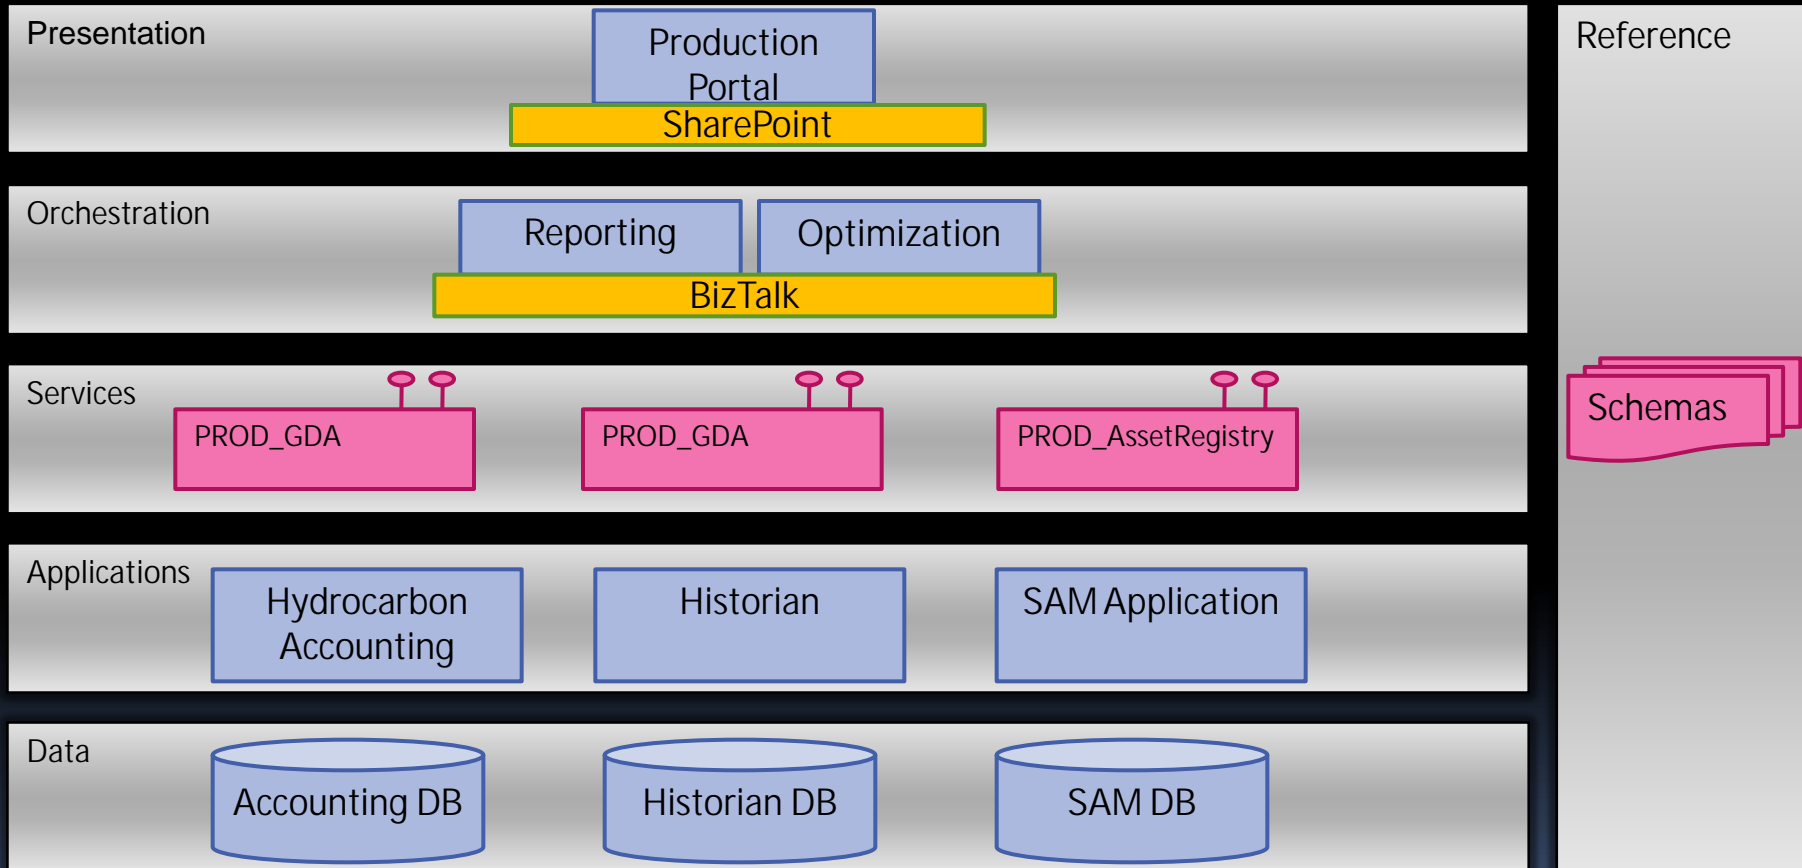 Presentation
Production
Portal
SharePoint
Reference
Orchestration
Reporting
Optimization
BizTalk
Services
PROD_GDA
PROD_GDA
PROD_AssetRegistry
Schemas
Applications
Hydrocarbon
Accounting
Historian
SAM Application
Data
Accounting DB
Historian DB
SAM DB